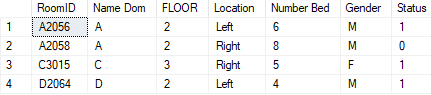 RoomID Name Dom FLOOR Location Number Bed Gender Status
1 A2056 A 2 Left 6 M 1
2 A2058 A 2 Right 8 M 0
3 C3015 C 3 Right 5 F 1
4 D2064 D 2 Left 4 M 1